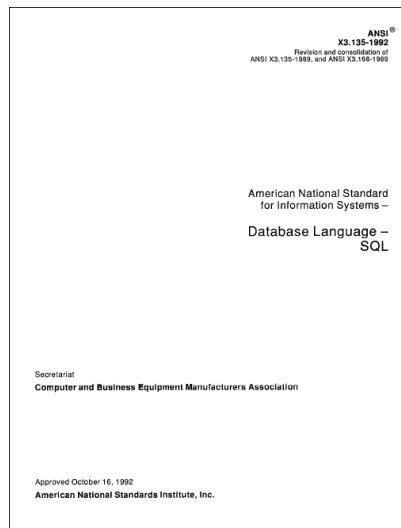 ANSI®
X3.135-1992
Revision and consolidation of
ANSI X3.135-1989, and ANSI X3.168-1989
American National Standard
for Information Systems –
Database Language –
SQL
Secretariat
Computer and Business Equipment Manufacturers Association
Approved October 16, 1992
American National Standards Institute, Inc.